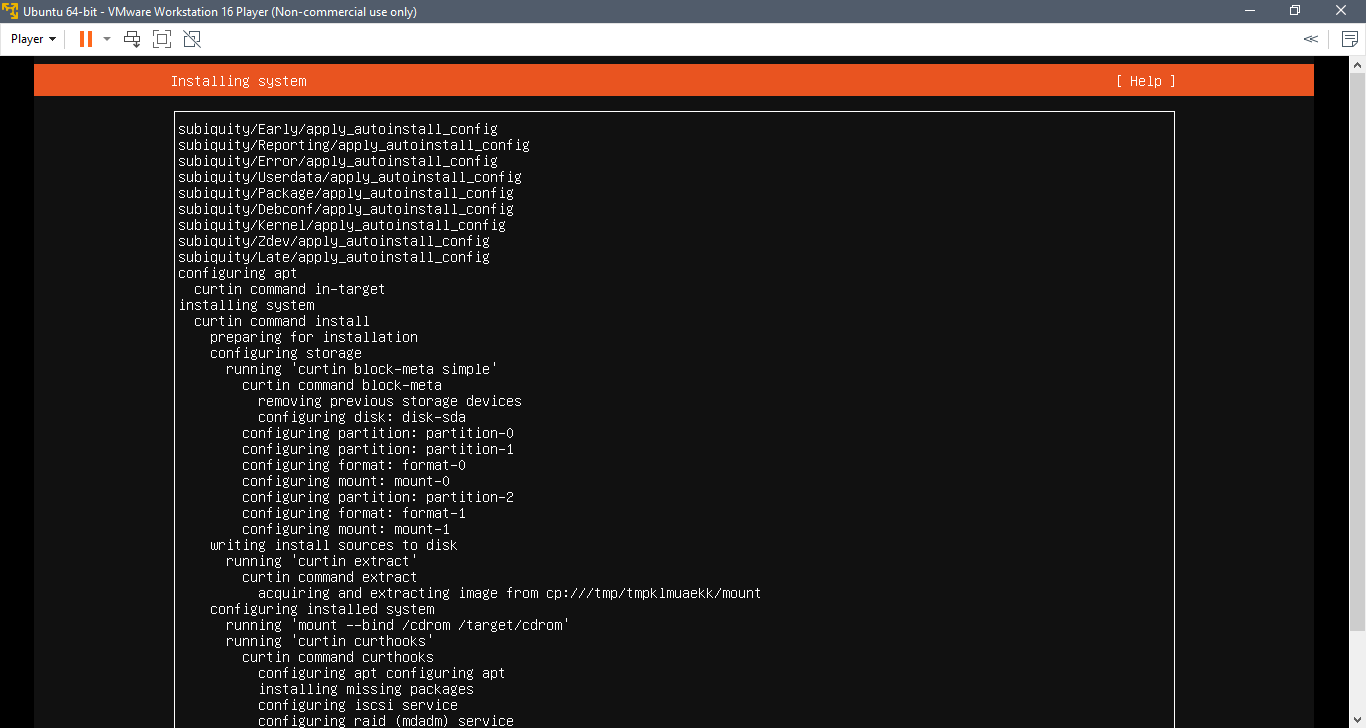 Ubuntu 64-bit - VMware Workstation 16 Player (Non-commercial use only)
Player
Installing system [ Help ]
subiquity/Early/apply_autoinstall_config
subiquity/Reporting/apply_autoinstall_config
subiquity/Error/apply_autoinstall_config
subiquity/Userdata/apply_autoinstall_config
subiquity/Package/apply_autoinstall_config
subiquity/Debconf/apply_autoinstall_config
subiquity/Kernel/apply_autoinstall_config
subiquity/Zdev/apply_autoinstall_config
subiquity/Late/apply_autoinstall_config
configuring apt
curtin command in-target
installing system
curtin command install
preparing for installation
configuring storage
running 'curtin block-meta simple'
curtin command block-meta
removing previous storage devices
configuring disk: disk-sda
configuring partition: partition-0
configuring partition: partition-1
configuring format: format-0
configuring mount: mount-0
configuring partition: partition-2
configuring format: format-1
configuring mount: mount-1
writing install sources to disk
running 'curtin extract'
curtin command extract
acquiring and extracting image from cp:///tmp/tmpklmuaekk/mount
configuring installed system
running 'mount --bind /cdrom /target/cdrom'
running 'curtin curthooks'
curtin command curthooks
configuring apt configuring apt
installing missing packages
configuring iscsi service
configuring raid (mdadm) service